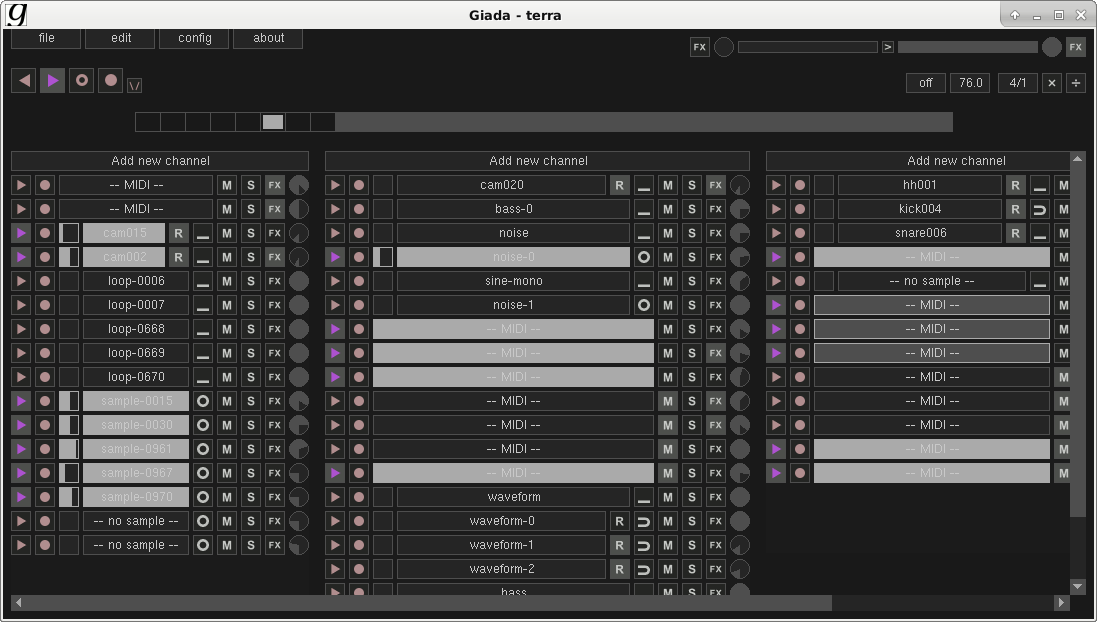 g Giada - terra
file edit config about FX > FX
off 76.0 4/1 × ÷
Add new channel Add new channel Add new channel
-- MIDI -- M S FX cam020 R M S FX hh001 R M
-- MIDI -- M S FX bass-0 M S FX kick004 R M
cam015 R M S FX noise M S FX snare006 R M
cam002 R M S FX noise-0 M S FX -- MIDI -- M
loop-0006 M S FX sine-mono M S FX -- no sample -- M
loop-0007 M S FX noise-1 M S FX -- MIDI -- M
loop-0668 M S FX -- MIDI -- M S FX -- MIDI -- M
loop-0669 M S FX -- MIDI -- M S FX -- MIDI -- M
loop-0670 M S FX -- MIDI -- M S FX -- MIDI -- M
sample-0015 M S FX -- MIDI -- M S FX -- MIDI -- M
sample-0030 M S FX -- MIDI -- M S FX -- MIDI -- M
sample-0961 M S FX -- MIDI -- M S FX -- MIDI -- M
sample-0967 M S FX -- MIDI -- M S FX -- MIDI -- M
sample-0970 M S FX waveform M S FX
-- no sample -- M S FX waveform-0 R M S FX
-- no sample -- M S FX waveform-1 R M S FX
waveform-2 R M S FX
bass M S FX